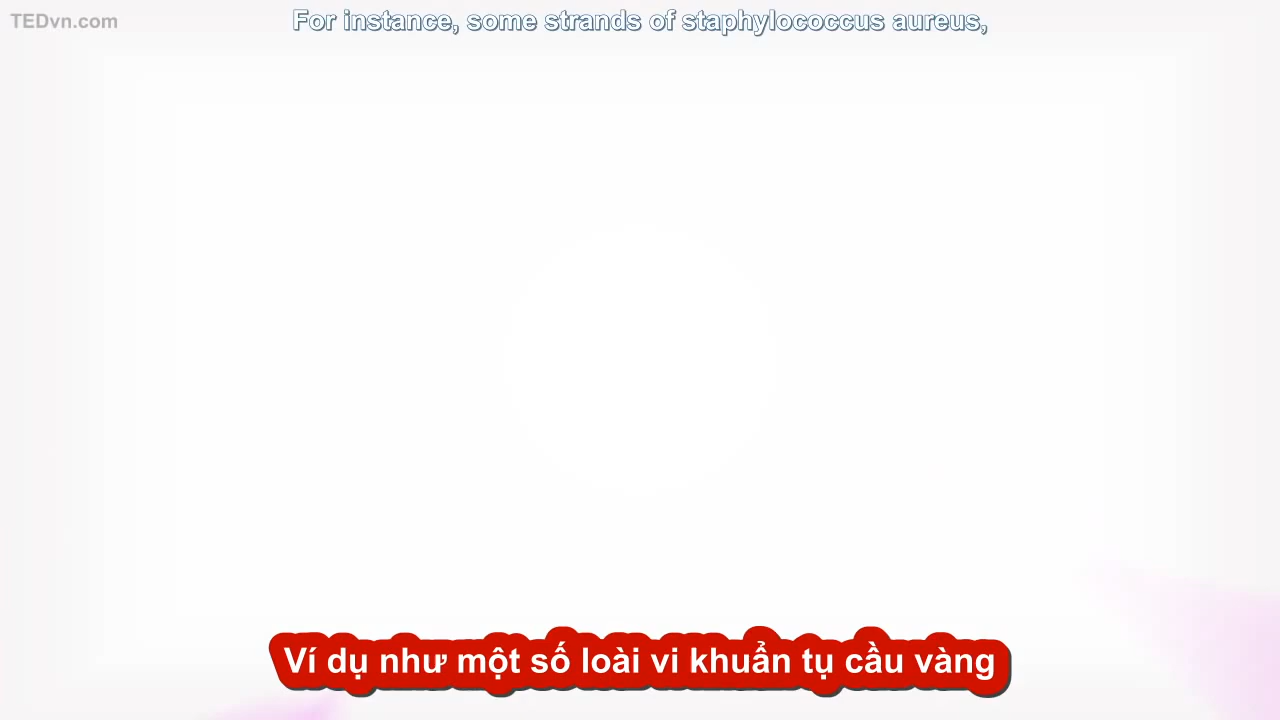 TEDvn.com
For instance, some strands of staphylococcus aureus,
Ví dụ như một số loài vi khuẩn tụ cầu vàng